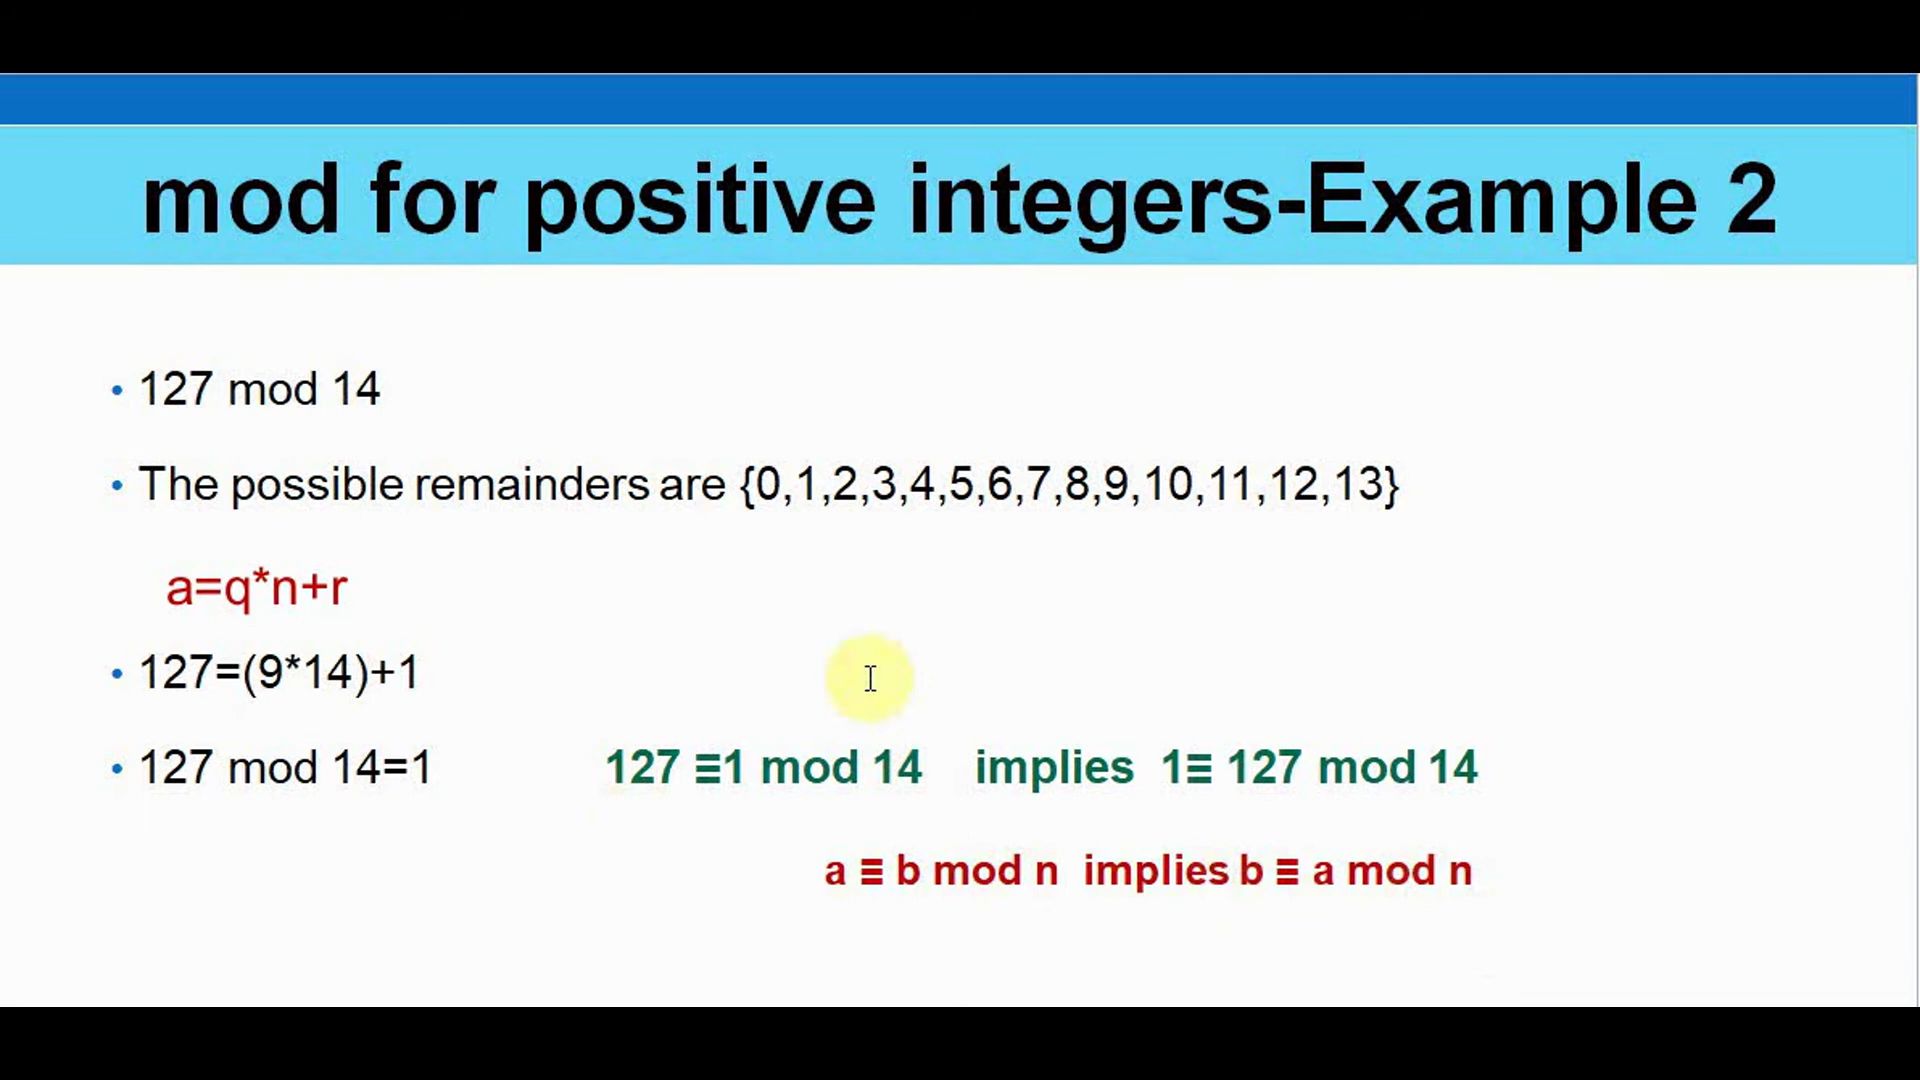 mod for positive integers-Example 2
• 127 mod 14
• The possible remainders are {0,1,2,3,4,5,6,7,8,9,10,11,12,13}
a=q*n+r
• 127=(9*14)+1
• 127 mod 14=1 127 ≡1 mod 14 implies 1≡ 127 mod 14
a ≡ b mod n implies b ≡ a mod n